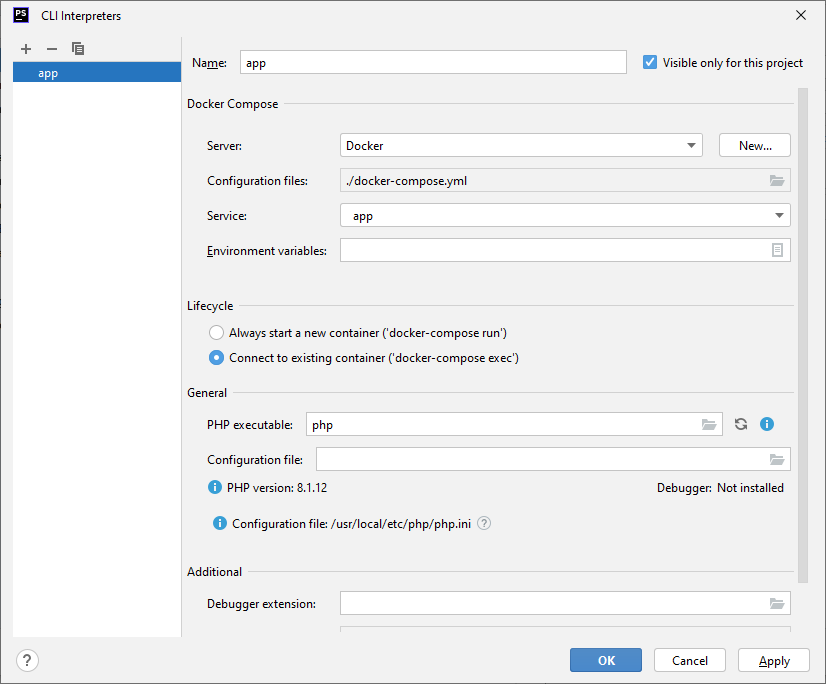 PS CLI Interpreters
app
Name: app Visible only for this project
Docker Compose
Server: Docker New...
Configuration files: ./docker-compose.yml
Service: app
Environment variables:
Lifecycle
Always start a new container ('docker-compose run')
Connect to existing container ('docker-compose exec')
General
PHP executable: php
Configuration file:
PHP version: 8.1.12 Debugger: Not installed
Configuration file: /usr/local/etc/php/php.ini ?
Additional
Debugger extension:
? OK Cancel Apply